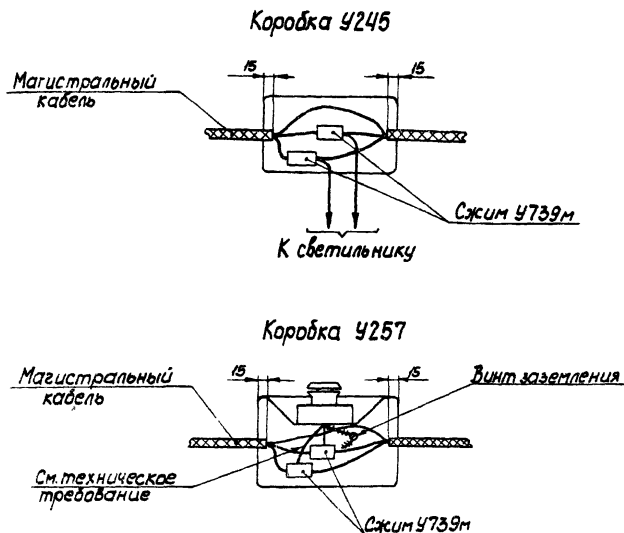 Коробка У245
15
15
Магистральный
кабель
Сжим У739м
К светильнику
Коробка У257
15
15
Магистральный
кабель
Винт заземления
См. техническое
требование
Сжим У739м